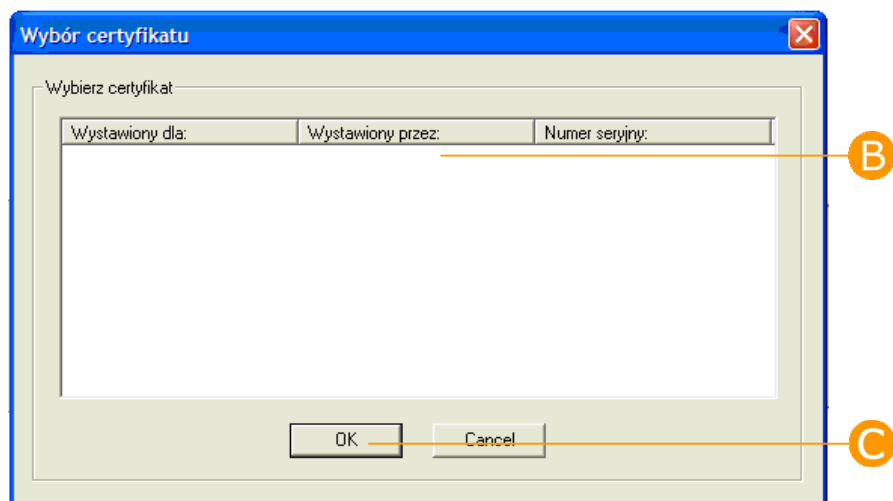 Wybór certyfikatu
Wybierz certyfikat
Wystawiony dla: Wystawiony przez: Numer seryjny:
B
OK Cancel
C